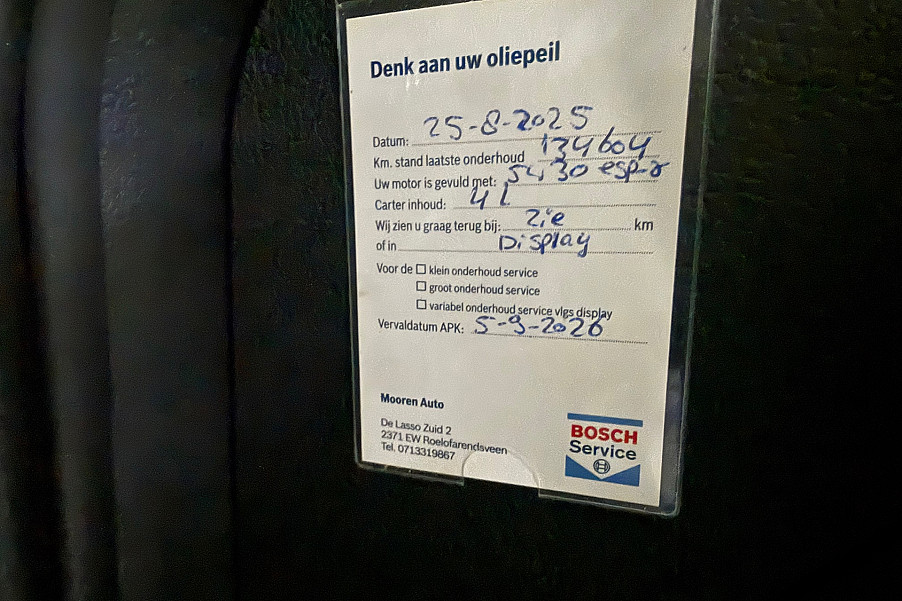 Denk aan uw oliepeil
Datum: 25-8-2025
Km. stand laatste onderhoud 134604
Uw motor is gevuld met: 5W30
Carter inhoud: 4 L
Wij zien u graag terug bij: Zie km
of in Display
Voor de ☐ klein onderhoud service
☐ groot onderhoud service
☐ variabel onderhoud service vlgs display
Vervaldatum APK: 5-9-2026
Mooren Auto
De Lasso Zuid 2
2371 EW Roelofarendsveen
Tel. 0713319867
BOSCH
Service